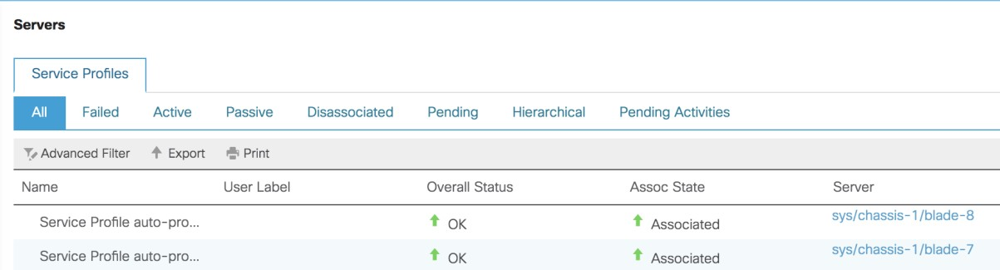 Servers
Service Profiles
All Failed Active Passive Disassociated Pending Hierarchical Pending Activities
Advanced Filter Export Print
Name User Label Overall Status Assoc State Server
Service Profile auto-pro... OK Associated sys/chassis-1/blade-8
Service Profile auto-pro... OK Associated sys/chassis-1/blade-7